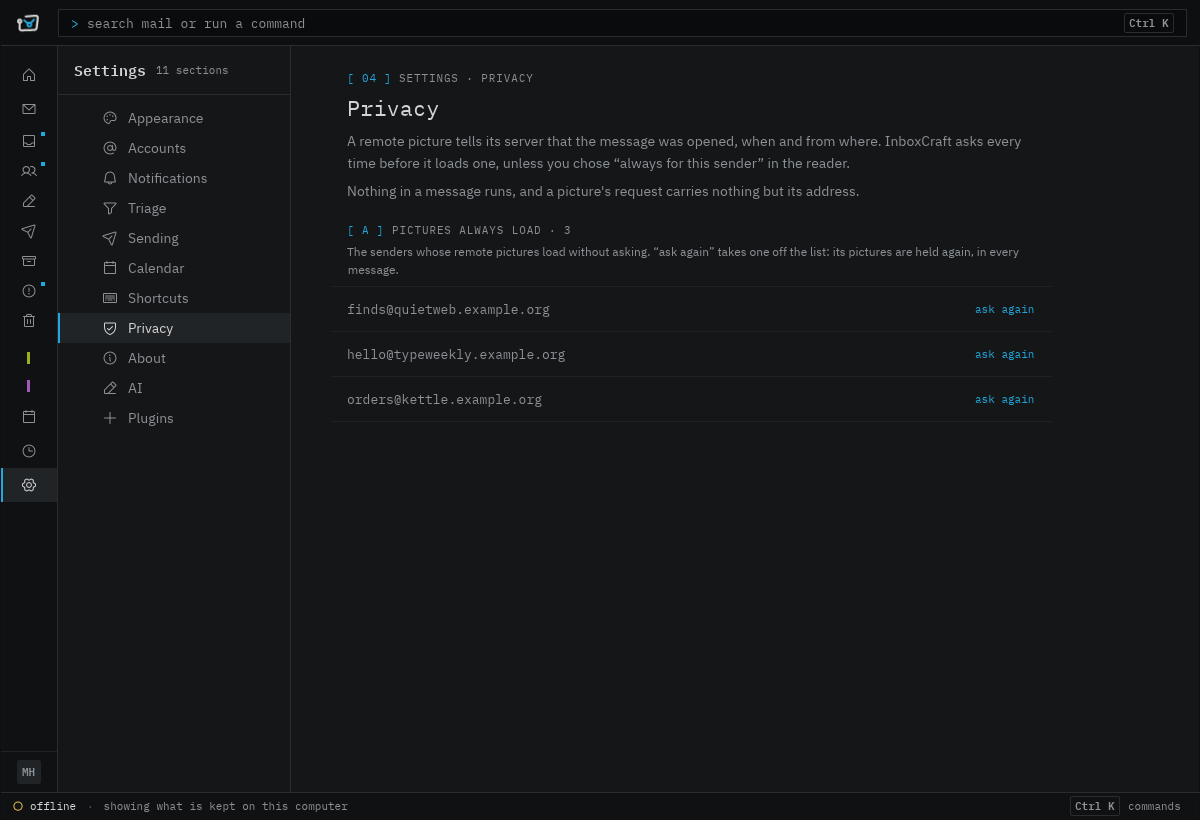 > search mail or run a command
Ctrl K
Settings 11 sections
Appearance
Accounts
Notifications
Triage
Sending
Calendar
Shortcuts
Privacy
About
AI
Plugins
MH
[ 04 ] SETTINGS · PRIVACY
Privacy
A remote picture tells its server that the message was opened, when and from where. InboxCraft asks every
time before it loads one, unless you chose “always for this sender” in the reader.
Nothing in a message runs, and a picture's request carries nothing but its address.
[ A ] PICTURES ALWAYS LOAD · 3
The senders whose remote pictures load without asking. “ask again” takes one off the list: its pictures are held again, in every
message.
finds@quietweb.example.org ask again
hello@typeweekly.example.org ask again
orders@kettle.example.org ask again
offline · showing what is kept on this computer
Ctrl K commands